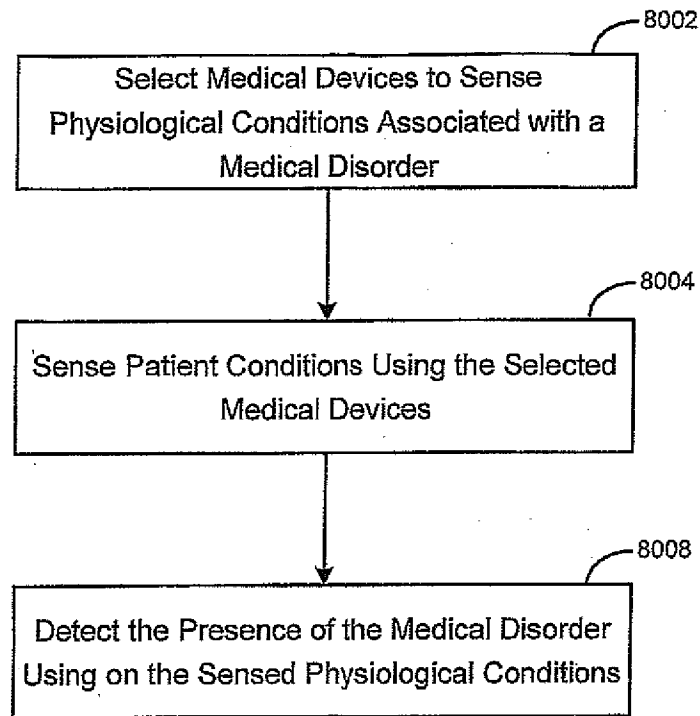 8002
Select Medical Devices to Sense
Physiological Conditions Associated with a
Medical Disorder
8004
Sense Patient Conditions Using the Selected
Medical Devices
8008
Detect the Presence of the Medical Disorder
Using on the Sensed Physiological Conditions